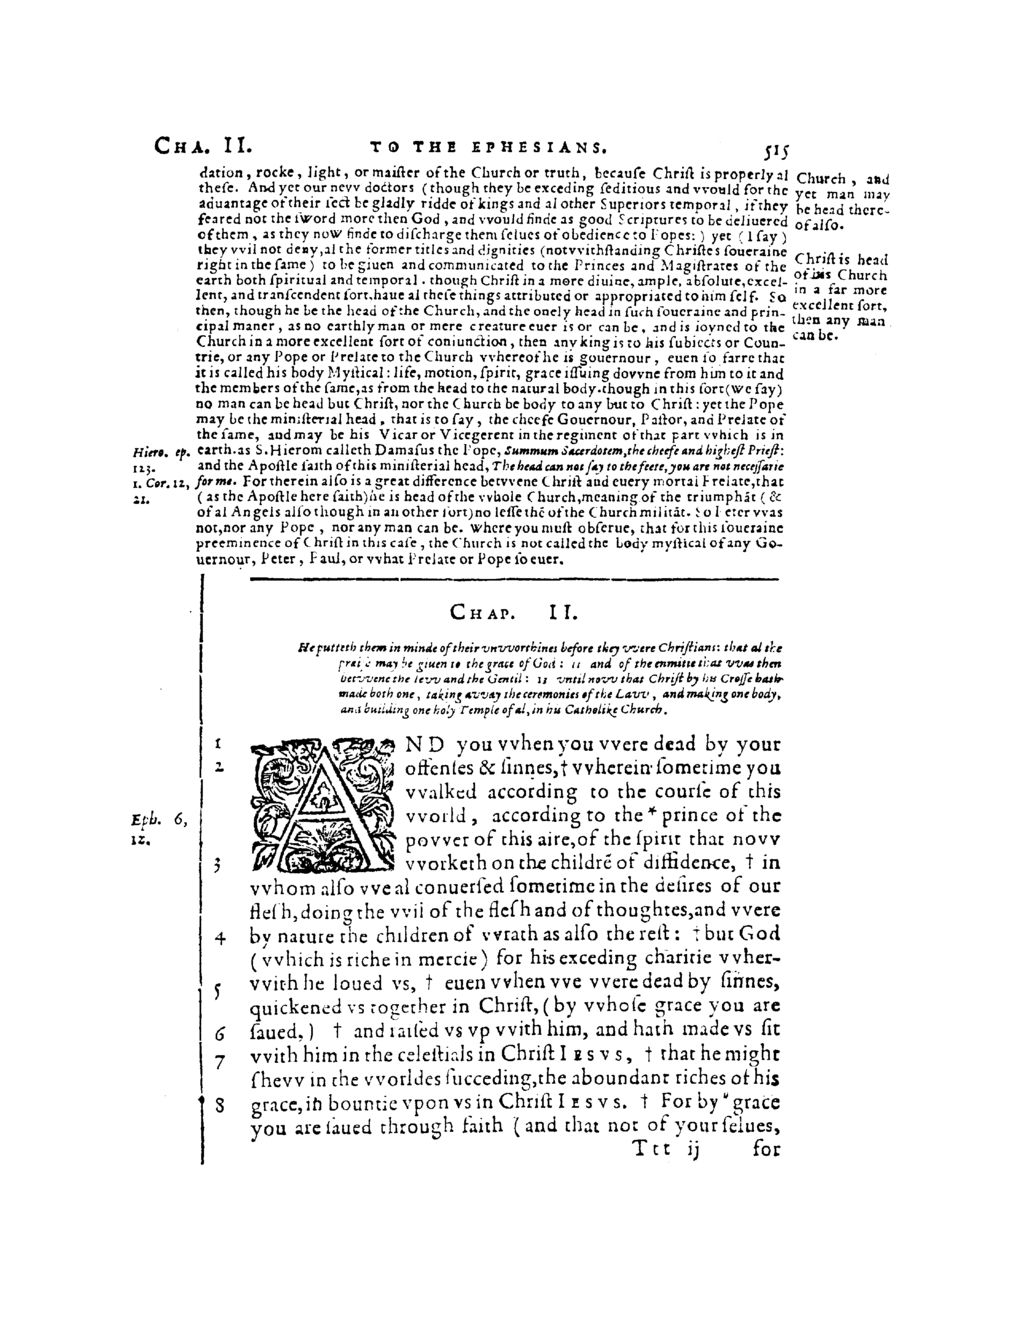 CHA. II. TO THE EPHESIANS. 515
dation, rocke, light, or maiſter of the Church or truth, becauſe Chriſt is properly al
theſe. And yet our nevv doctors (though they be exceding ſeditious and vvould for the
aduantage of their ſect be gladly ridde of kings and al other Superiors temporal, if they
feared not the ſword more then God, and vvould finde as good Scriptures to be deliuered
of them, as they now finde to diſcharge them ſelues of obedience to Popes:) yet (I ſay)
they vvil not deny, al the former titles and dignities (notvvithſtanding Chriſtes ſoueraine
right in the ſame) to be giuen and communicated to the Princes and Magiſtrates of the
earth both ſpiritual and temporal. though Chriſt in a more diuine, ample, abſolute, excel-
lent, and tranſcendent ſort, haue al theſe things attributed or appropriated to him ſelf. So
then, though he be the head of the Church, and the onely head in ſuch ſoueraine and prin-
cipal maner, as no earthly man or mere creature euer is or can be, and is ioyned to the
Church in a more excellent ſort of coniunction, then any king is to his ſubiects or Coun-
trie, or any Pope or Prelate to the Church vvhereof he is gouernour, euen ſo farre that
it is called his body Myſtical: life, motion, ſpirit, grace iſſuing dovvne from him to it and
the members of the ſame, as from the head to the natural body. though in this ſort (we ſay)
no man can be head but Chriſt, nor the Church be body to any but to Chriſt: yet the Pope
may be the miniſterial head, that is to ſay, the cheefe Gouernour, Paſtor, and Prelate of
the ſame, and may be his Vicar or Vicegerent in the regiment of that part vvhich is in
earth. as S. Hierom calleth Damaſus the Pope, Summum Sacerdotem, the cheefe and higheſt Prieſt:
and the Apoſtle ſaith of this miniſterial head, The head can not ſay to the feete, you are not neceſſarie
for me. For therein alſo is a great difference betvvene Chriſt and euery mortal Prelate, that
(as the Apoſtle here ſaith) he is head of the vvhole Church, meaning of the triumphāt (&
of al Angels alſo though in an other ſort) no leſſe thē of the Church militāt. So Peter vvas
not, nor any Pope, nor any man can be. Where you muſt obſerue, that for this ſoueraine
preeminence of Chriſt in this caſe, the Church is not called the body myſtical of any Go-
uernour, Peter, Paul, or vvhat Prelate or Pope ſo euer.
Church, and
yet man may
be head there-
of alſo.
Chriſt is head
of his Church
in a far more
excellent ſort,
then any man
can be.
Hiero. ep.
123.
1. Cor. 12,
21.
CHAP. II.
He putteth them in minde of their vnvvorthines before they vvere Chriſtians: that al the
praiſe may be giuen to the grace of God: 11 and of the enmitie that vvas then
betvvene the Ievv and the Gentil: 13 vntil novv that Chriſt by his Croſſe hath
made both one, taking avvay the ceremonies of the Lavv, and making one body,
and building one holy Temple of al, in his Catholike Church.
1 AND you vvhen you vvere dead by your
2 offenſes & ſinnes, † vvherein ſometime you
vvalked according to the courſe of this
vvorld, according to the * prince of the
povver of this aire, of the ſpirit that novv
3 vvorketh on the childrē of diffidence, † in
vvhom alſo vve al conuerſed ſometime in the deſires of our
fleſh, doing the vvil of the fleſh and of thoughtes, and vvere
4 by nature the children of vvrath as alſo the reſt: † but God
(vvhich is riche in mercie) for his exceding charitie vvher-
5 vvith he loued vs, † euen vvhen vve vvere dead by ſinnes,
quickened vs together in Chriſt, (by vvhoſe grace you are
6 ſaued,) † and raiſed vs vp vvith him, and hath made vs ſit
7 vvith him in the celeſtials in Chriſt IESVS, † that he might
ſhevv in the vvorldes ſucceding, the aboundant riches of his
8 grace, in bountie vpon vs in Chriſt IESVS. † For by " grace
you are ſaued through faith (and that not of your ſelues,
Eph. 6,
12.
Ttt ij for